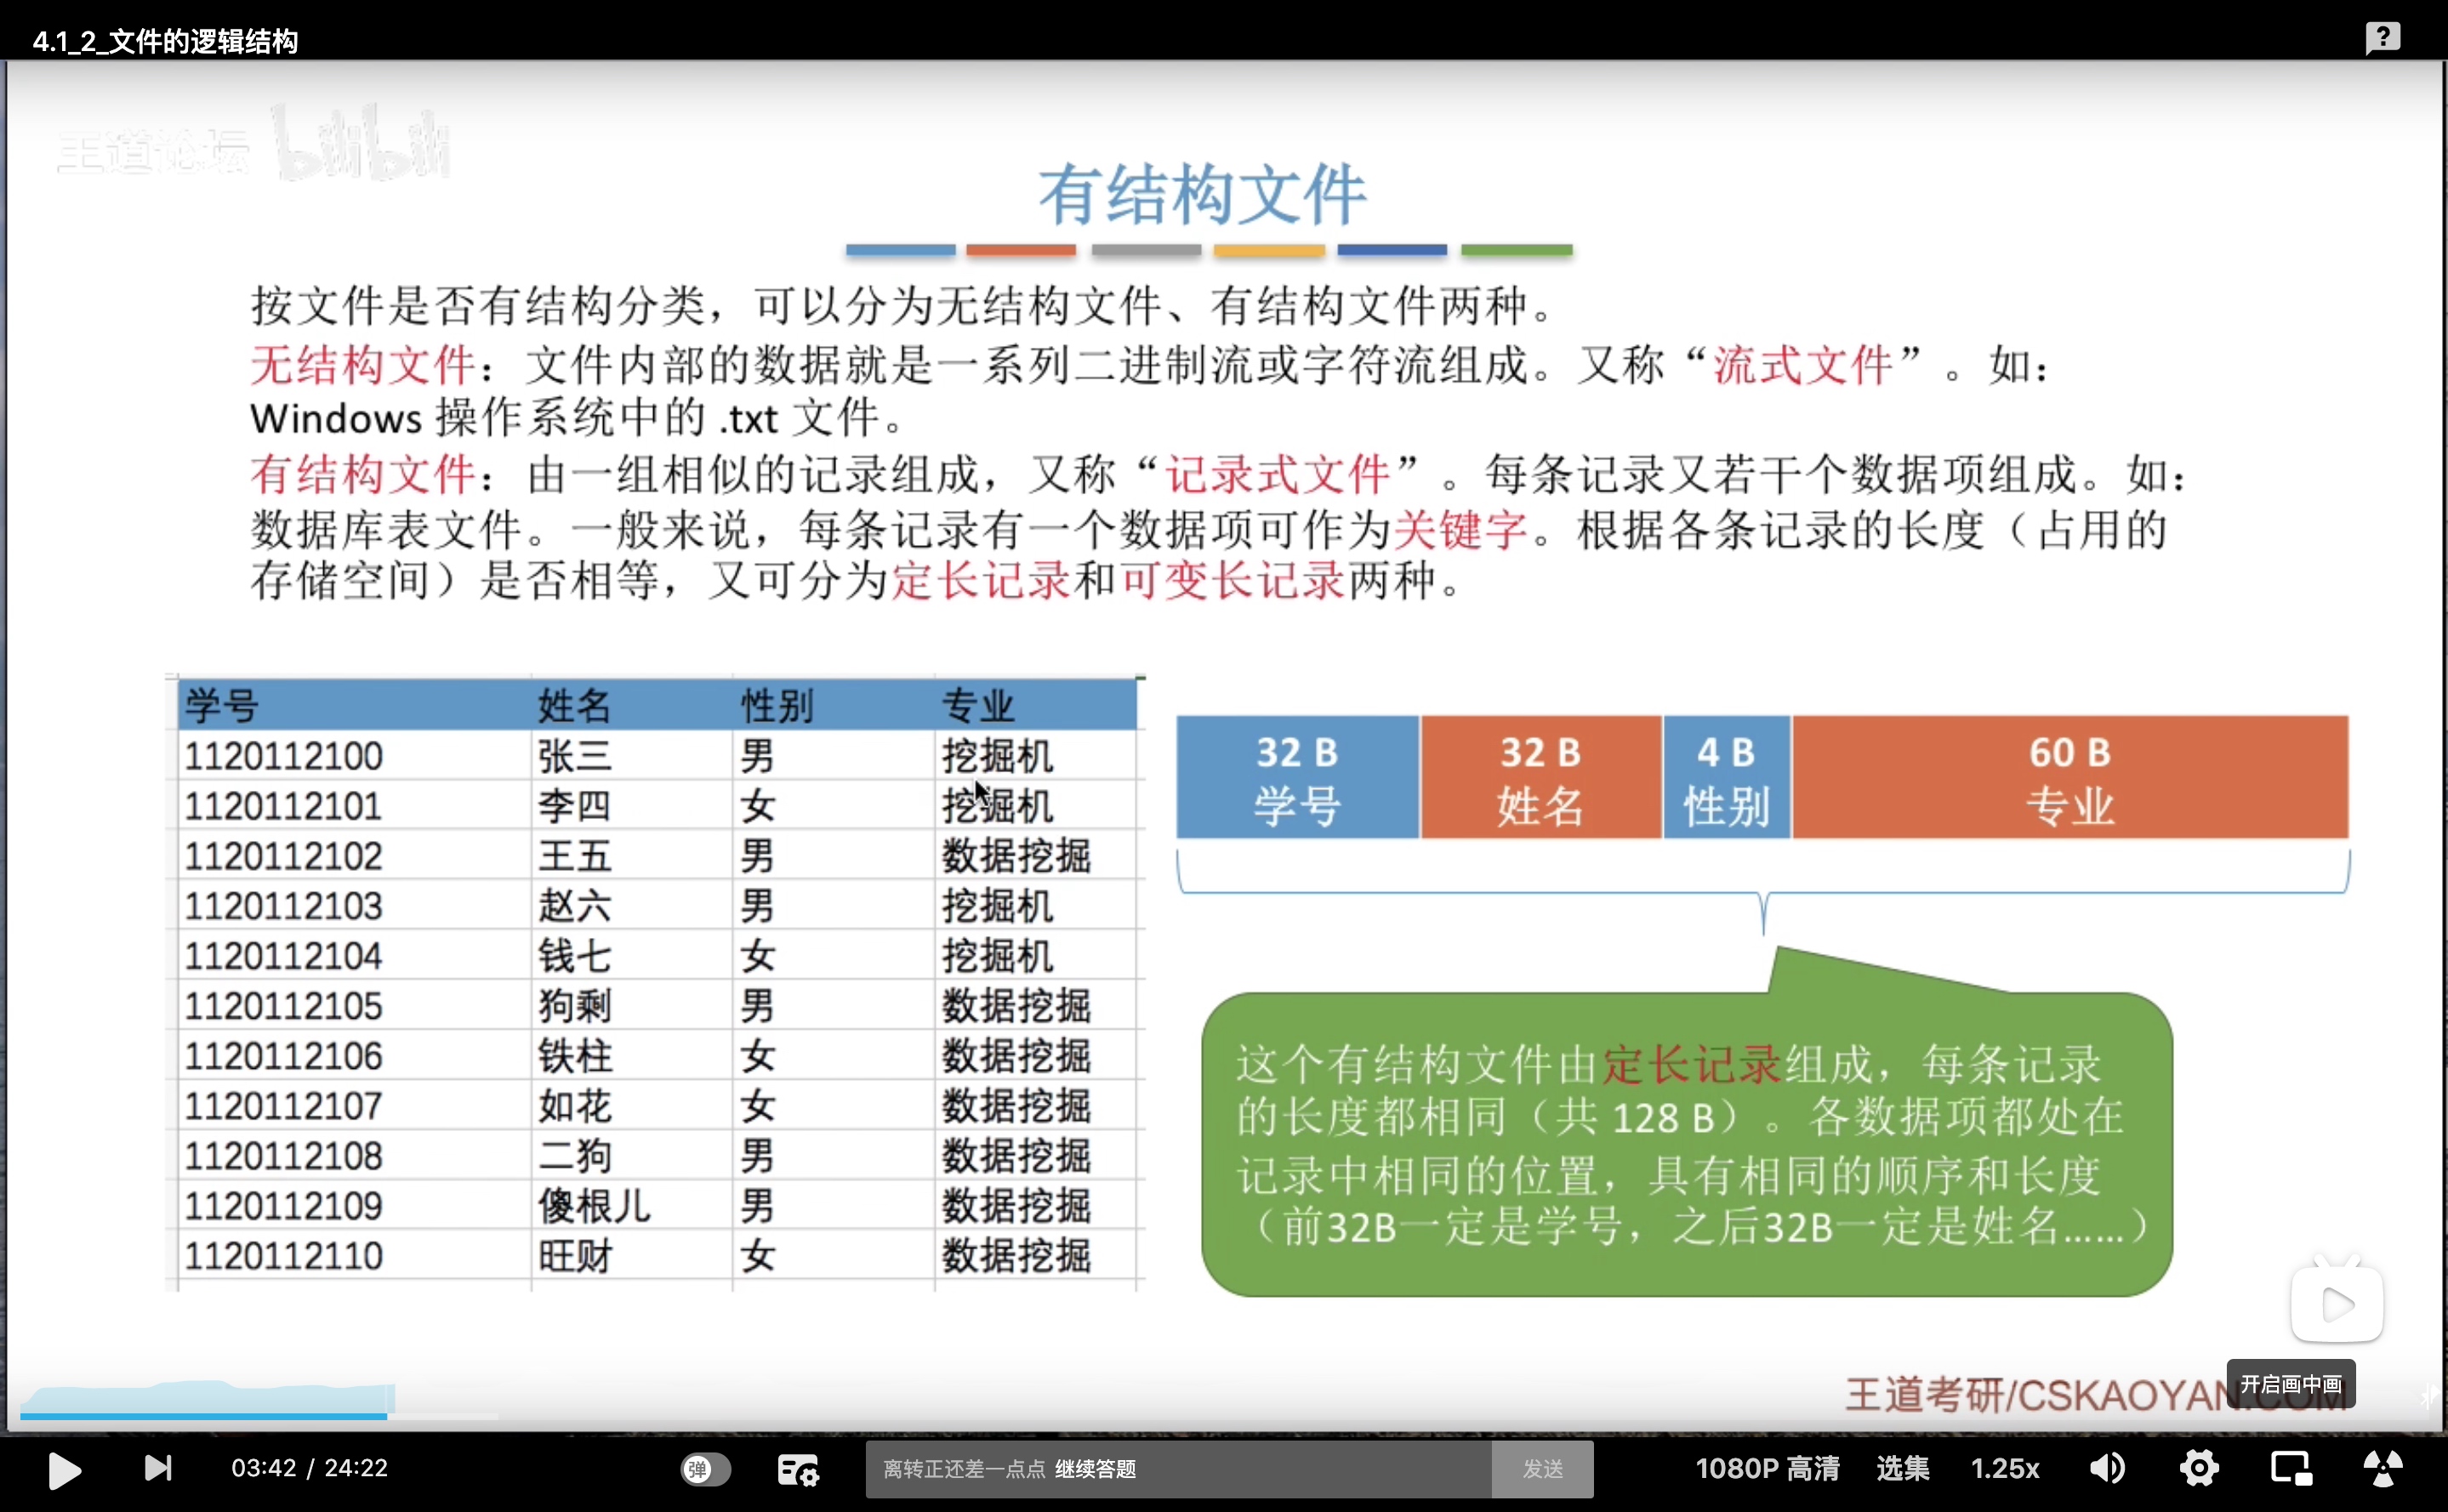 4.1_2_文件的逻辑结构
?
王道论坛 bilibili
有结构文件
按文件是否有结构分类，可以分为无结构文件、有结构文件两种。
无结构文件：文件内部的数据就是一系列二进制流或字符流组成。又称“流式文件”。如：
Windows 操作系统中的 .txt 文件。
有结构文件：由一组相似的记录组成，又称“记录式文件”。每条记录又若干个数据项组成。如：
数据库表文件。一般来说，每条记录有一个数据项可作为关键字。根据各条记录的长度（占用的
存储空间）是否相等，又可分为定长记录和可变长记录两种。
学号 姓名 性别 专业
1120112100 张三 男 挖掘机
1120112101 李四 女 挖掘机
1120112102 王五 男 数据挖掘
1120112103 赵六 男 挖掘机
1120112104 钱七 女 挖掘机
1120112105 狗剩 男 数据挖掘
1120112106 铁柱 女 数据挖掘
1120112107 如花 女 数据挖掘
1120112108 二狗 男 数据挖掘
1120112109 傻根儿 男 数据挖掘
1120112110 旺财 女 数据挖掘
32 B 32 B 4 B 60 B
学号 姓名 性别 专业
这个有结构文件由定长记录组成，每条记录
的长度都相同（共 128 B）。各数据项都处在
记录中相同的位置，具有相同的顺序和长度
（前32B一定是学号，之后32B一定是姓名……）
王道考研/CSKAOYAN.COM
开启画中画
03:42 / 24:22
弹
离转正还差一点点 继续答题
发送
1080P 高清 选集 1.25x